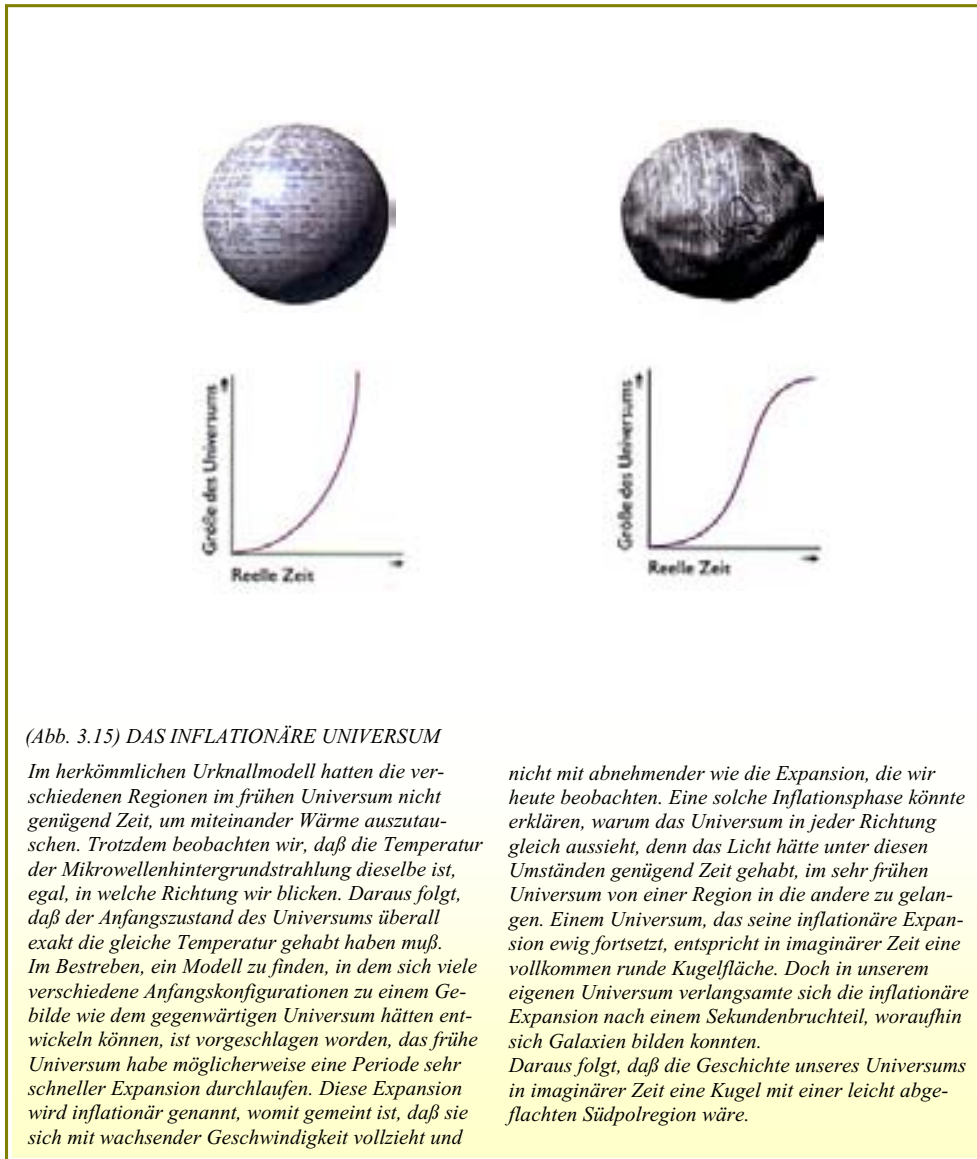 Größe des Universums
Reelle Zeit
Größe des Universums
Reelle Zeit
(Abb. 3.15) DAS INFLATIONÄRE UNIVERSUM
Im herkömmlichen Urknallmodell hatten die ver-
schiedenen Regionen im frühen Universum nicht
genügend Zeit, um miteinander Wärme auszutau-
schen. Trotzdem beobachten wir, daß die Temperatur
der Mikrowellenhintergrundstrahlung dieselbe ist,
egal, in welche Richtung wir blicken. Daraus folgt,
daß der Anfangszustand des Universums überall
exakt die gleiche Temperatur gehabt haben muß.
Im Bestreben, ein Modell zu finden, in dem sich viele
verschiedene Anfangskonfigurationen zu einem Ge-
bilde wie dem gegenwärtigen Universum hätten ent-
wickeln können, ist vorgeschlagen worden, das frühe
Universum habe möglicherweise eine Periode sehr
schneller Expansion durchlaufen. Diese Expansion
wird inflationär genannt, womit gemeint ist, daß sie
sich mit wachsender Geschwindigkeit vollzieht und
nicht mit abnehmender wie die Expansion, die wir
heute beobachten. Eine solche Inflationsphase könnte
erklären, warum das Universum in jeder Richtung
gleich aussieht, denn das Licht hätte unter diesen
Umständen genügend Zeit gehabt, im sehr frühen
Universum von einer Region in die andere zu gelan-
gen. Einem Universum, das seine inflationäre Expan-
sion ewig fortsetzt, entspricht in imaginärer Zeit eine
vollkommen runde Kugelfläche. Doch in unserem
eigenen Universum verlangsamte sich die inflationäre
Expansion nach einem Sekundenbruchteil, woraufhin
sich Galaxien bilden konnten.
Daraus folgt, daß die Geschichte unseres Universums
in imaginärer Zeit eine Kugel mit einer leicht abge-
flachten Südpolregion wäre.